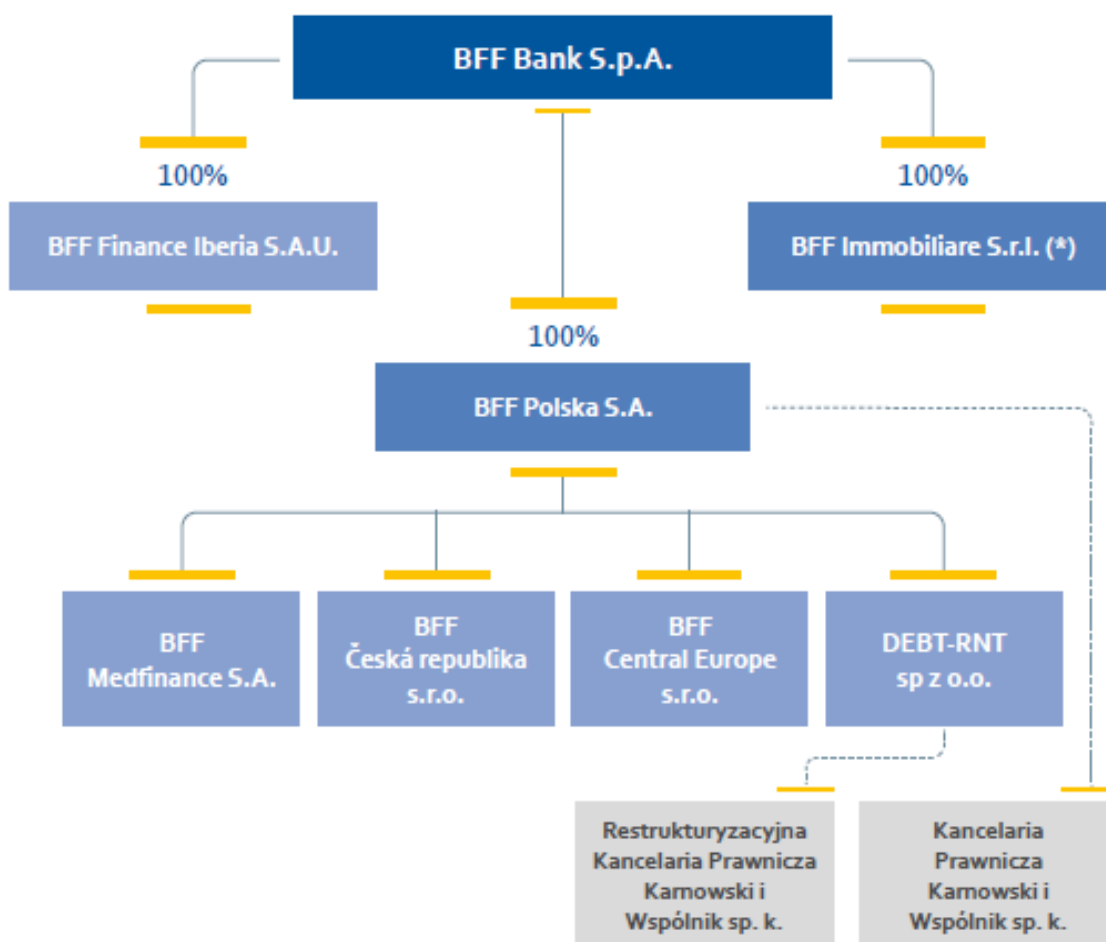 BFF Bank S.p.A.
100%
100%
BFF Finance Iberia S.A.U.
BFF Immobiliare S.r.l. (*)
100%
BFF Polska S.A.
BFF
Medfinance S.A.
BFF
Česká republika
s.r.o.
BFF
Central Europe
s.r.o.
DEBT-RNT
sp z o.o.
Restrukturyzacyjna
Kancelaria Prawnicza
Karnowski i
Wspólnik sp. k.
Kancelaria
Prawnicza
Karnowski i
Wspólnik sp. k.